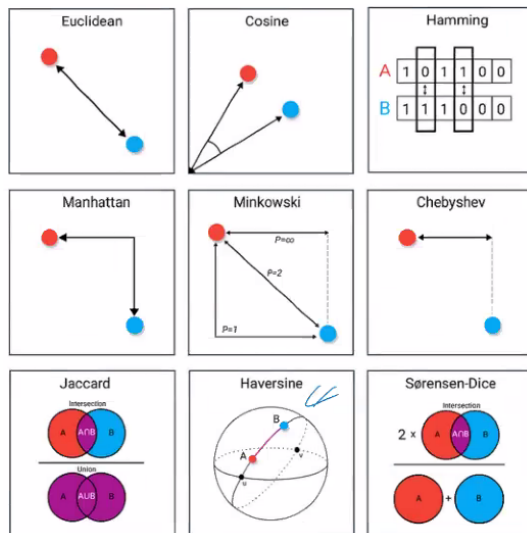 Euclidean
Cosine
Hamming
A 1 0 1 1 0 0
B 1 1 1 0 0 0
Manhattan
Minkowski
Chebyshev
P=∞
P=2
P=1
Jaccard
Haversine
Sørensen-Dice
Intersection
A A∩B B
Union
A A∪B B
B
A
u
v
Intersection
2 x A A∩B B
A + B